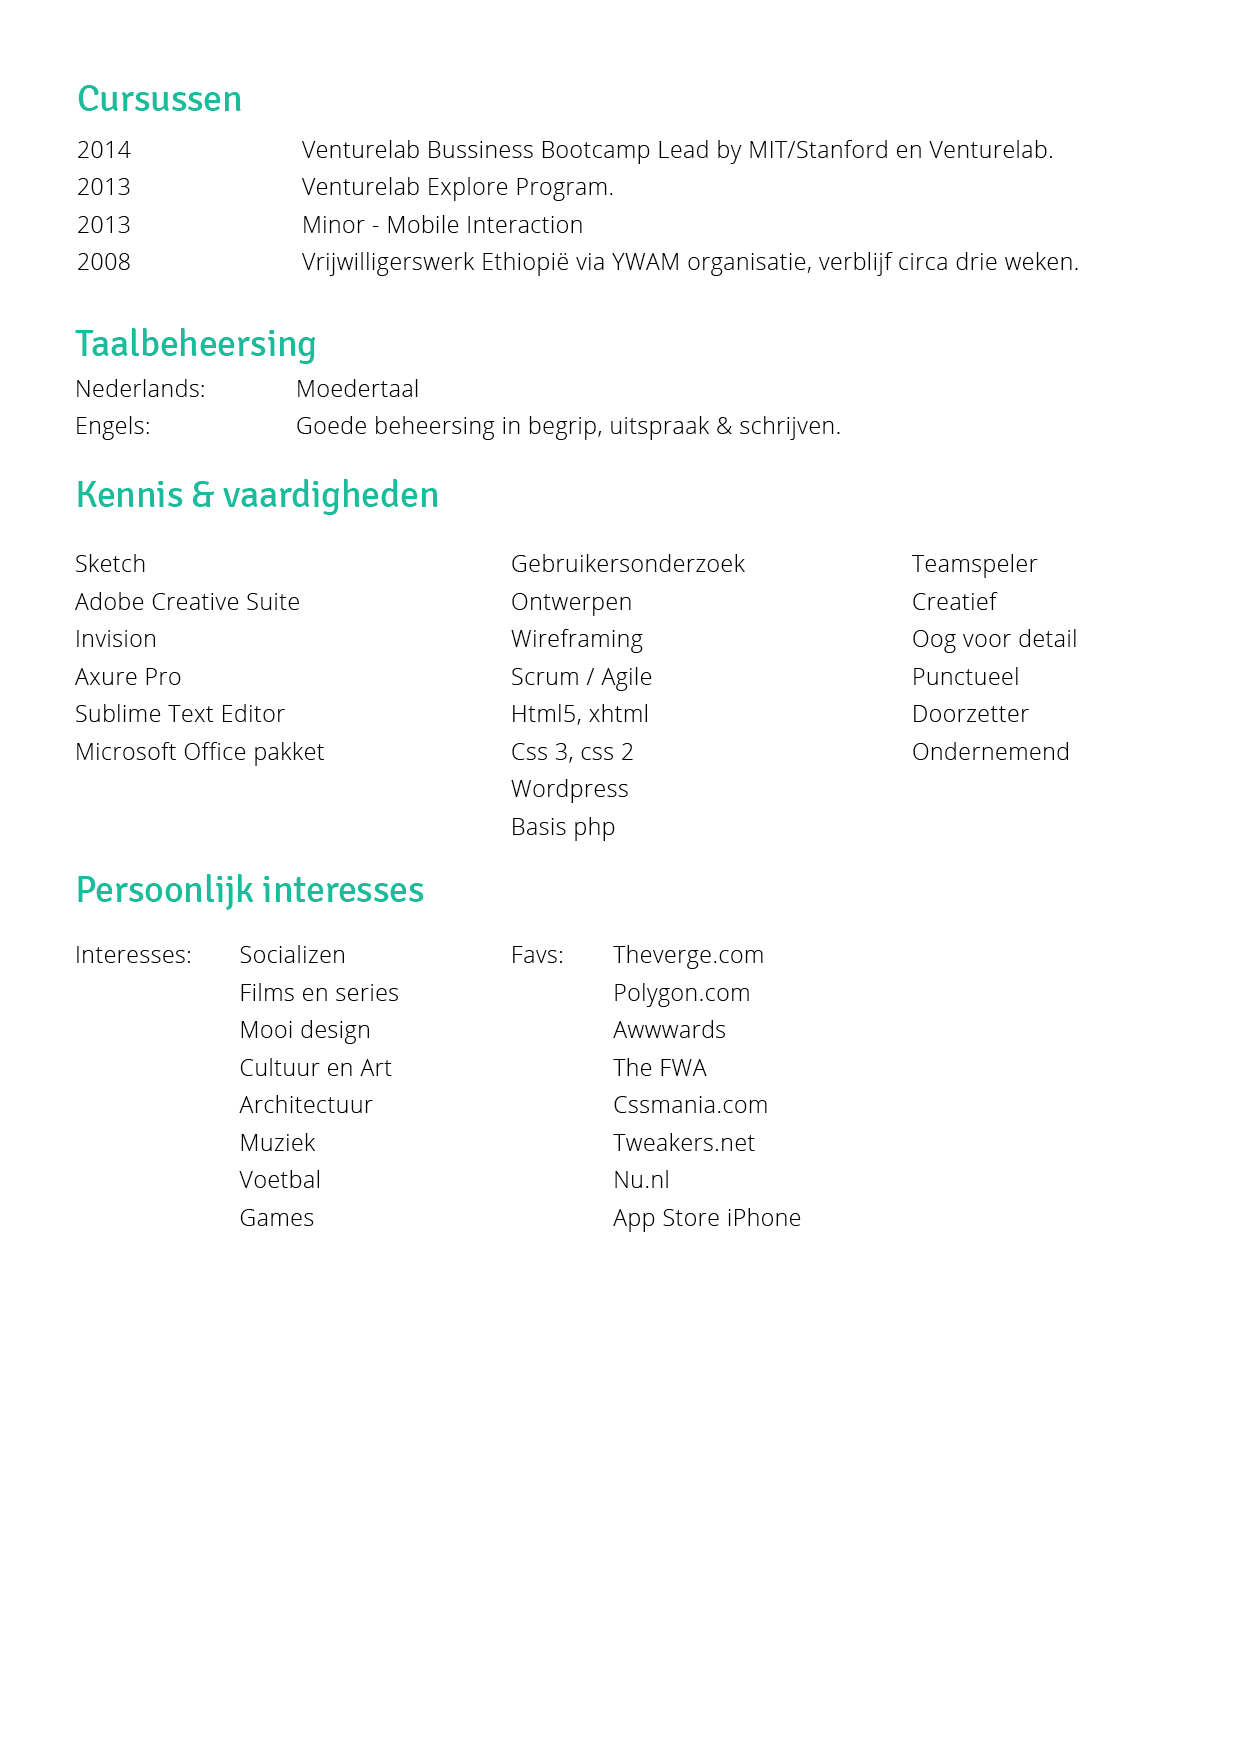 Cursussen
2014 Venturelab Bussiness Bootcamp Lead by MIT/Stanford en Venturelab.
2013 Venturelab Explore Program.
2013 Minor - Mobile Interaction
2008 Vrijwilligerswerk Ethiopië via YWAM organisatie, verblijf circa drie weken.
Taalbeheersing
Nederlands: Moedertaal
Engels: Goede beheersing in begrip, uitspraak & schrijven.
Kennis & vaardigheden
Sketch Gebruikersonderzoek Teamspeler
Adobe Creative Suite Ontwerpen Creatief
Invision Wireframing Oog voor detail
Axure Pro Scrum / Agile Punctueel
Sublime Text Editor Html5, xhtml Doorzetter
Microsoft Office pakket Css 3, css 2 Ondernemend
Wordpress
Basis php
Persoonlijk interesses
Interesses: Socializen Favs: Theverge.com
Films en series Polygon.com
Mooi design Awwwards
Cultuur en Art The FWA
Architectuur Cssmania.com
Muziek Tweakers.net
Voetbal Nu.nl
Games App Store iPhone